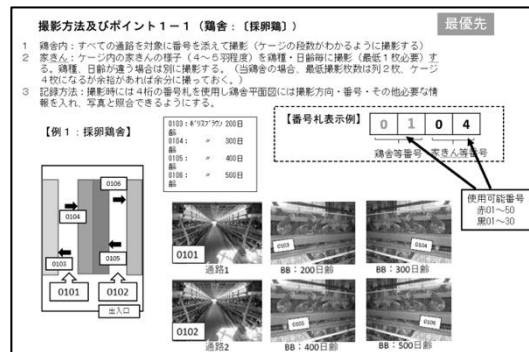 撮影方法及びポイント1-1（鶏舎：〔採卵鶏〕）
最優先
1 鶏舎内：すべての通路を対象に番号を添えて撮影（ケージの段数がわかるように撮影する）
2 家きん：ケージ内の家きんの様子（4～5羽程度）を鶏種・日齢毎に撮影（最低1枚必要）す
る。鶏種、日齢が違う場合は別に撮影する。（当鶏舎の場合、最低撮影枚数は列2枚、ケージ
4枚になるが余裕があれば余分に撮っておく。）
3 記録方法：撮影時には4桁の番号札を使用し鶏舎平面図には撮影方向・番号・その他必要な情
報を入れ、写真と照合できるようにする。
【例1：採卵鶏舎】
0103：ﾎﾞﾘｽﾌﾞﾗｳﾝ 200日
齢
0104： 〃 300日
齢
0105： 〃 400日
齢
0106： 〃 500日
齢
【番号札表示例】
0 1 0 4
鶏舎等番号 家きん等番号
使用可能番号
赤01～50
黒01～30
0106
0104
0103
0105
0101
0102
出入口
0101
通路1
0103
BB：200日齢
0104
BB：300日齢
0102
通路2
0105
BB：400日齢
0106
BB：500日齢